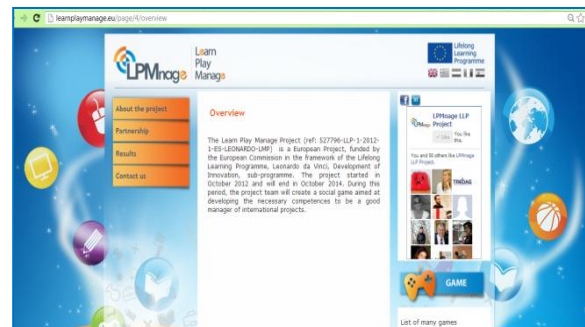 learnplaymanage.eu/page/4/overview
LPMnage
Learn
Play
Manage
Lifelong
Learning
Programme
About the project
Partnership
Results
Contact us
Overview
The Learn Play Manage Project (ref: 527796-LLP-1-2012-
1-ES-LEONARDO-LMP) is a European Project, funded by
the European Commission in the framework of the Lifelong
Learning Programme, Leonardo da Vinci, Development of
Innovation, sub-programme. The project started in
October 2012 and will end in October 2014. During this
period, the project team will create a social game aimed at
developing the necessary competences to be a good
manager of international projects.
LPMnage LLP
Project
Like
You like
this.
You and 50 others like LPMnage
LLP Project.
GAME
List of many games